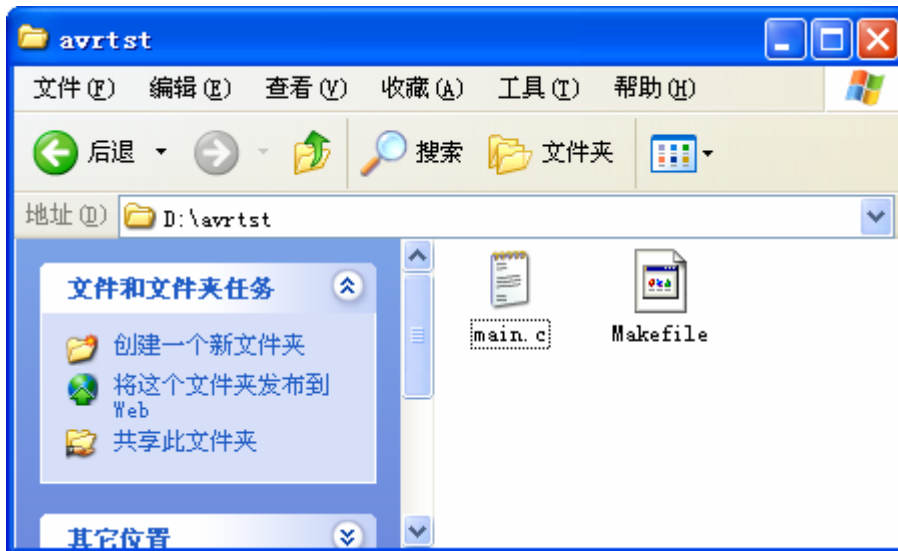 avrtst
文件(F) 编辑(E) 查看(V) 收藏(A) 工具(T) 帮助(H)
后退 搜索 文件夹
地址(D) D:\avrtst
文件和文件夹任务
创建一个新文件夹
将这个文件夹发布到
Web
共享此文件夹
其它位置
main.c
Makefile